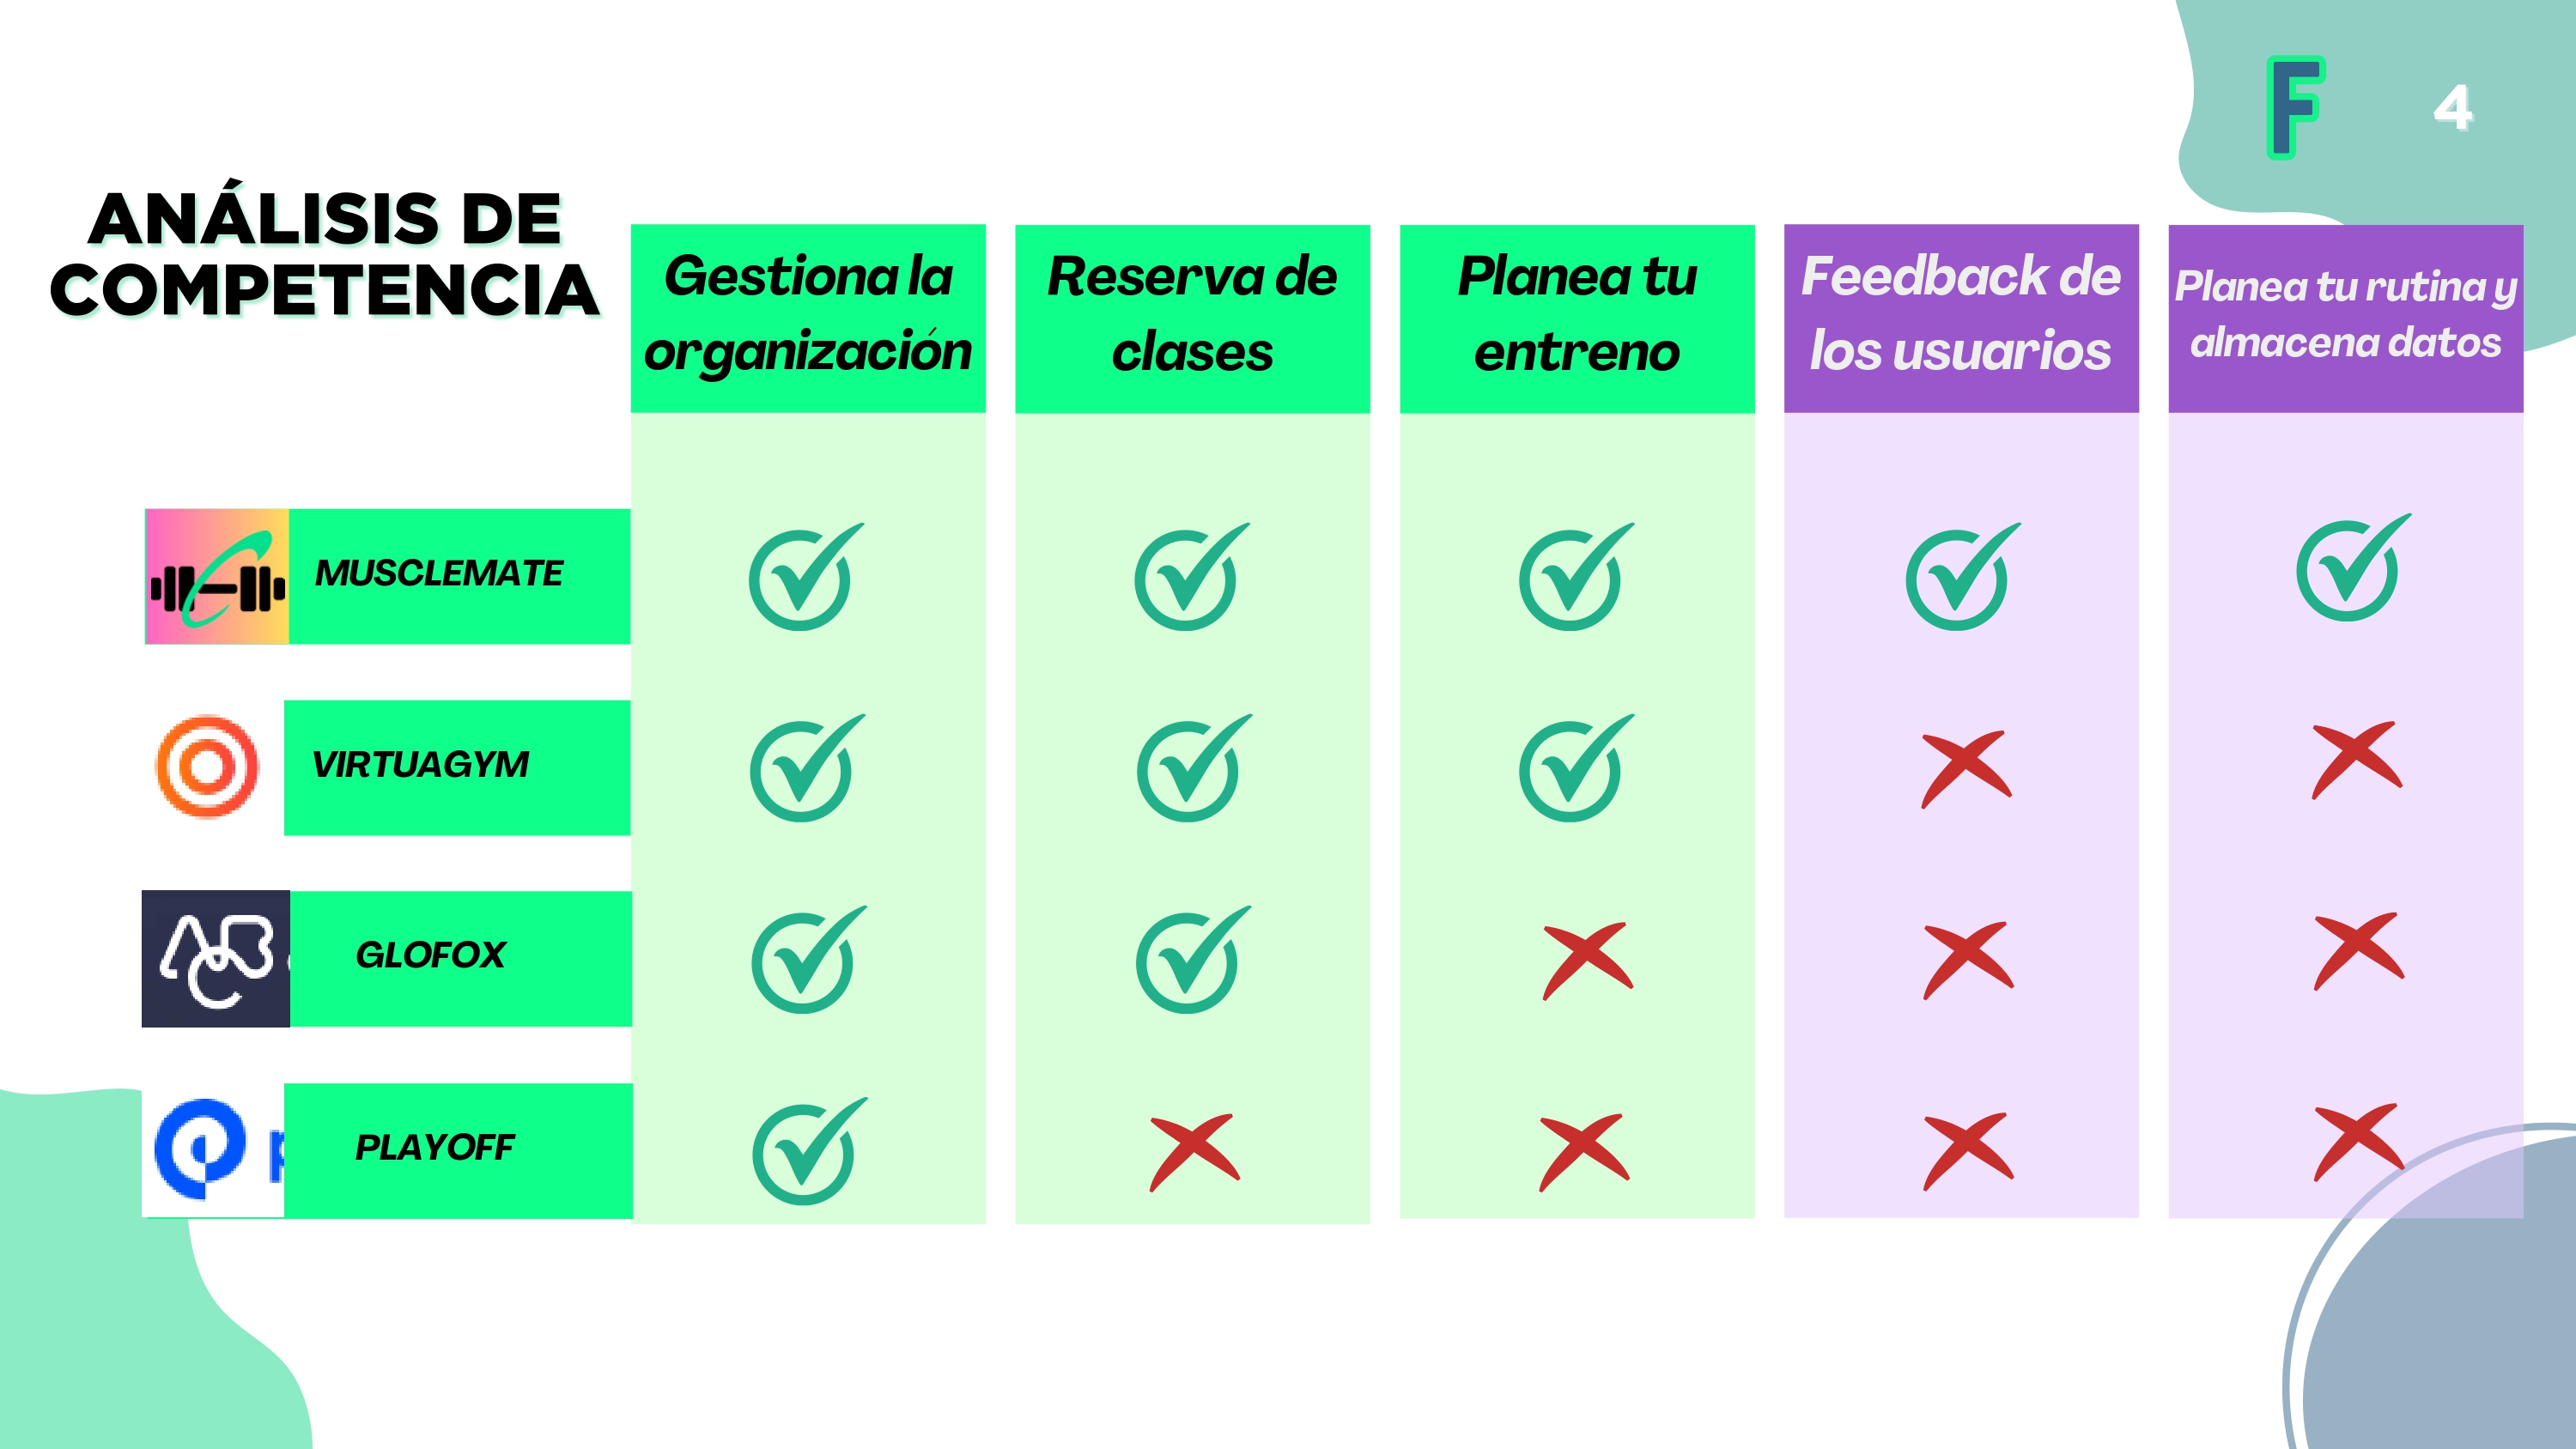 F
4
ANÁLISIS DE
COMPETENCIA
Gestiona la
organización
Reserva de
clases
Planea tu
entreno
Feedback de
los usuarios
Planea tu rutina y
almacena datos
MUSCLEMATE
VIRTUAGYM
ABC
GLOFOX
p
PLAYOFF